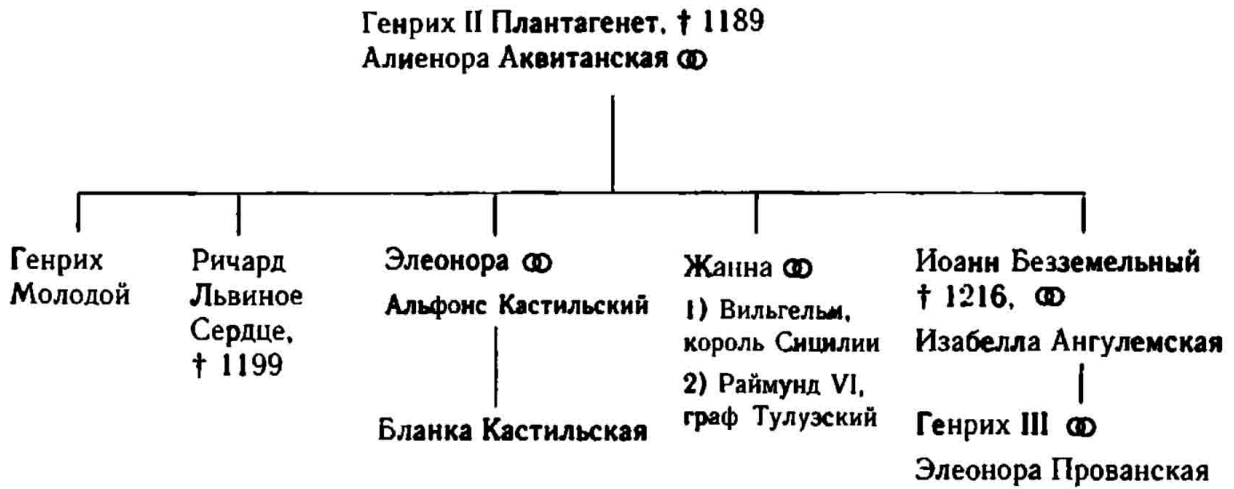 Генрих II Плантагенет, † 1189
Алиенора Аквитанская ⚭
Генрих
Молодой
Ричард
Львиное
Сердце,
† 1199
Элеонора ⚭
Альфонс Кастильский
Бланка Кастильская
Жанна ⚭
1) Вильгельм,
король Сицилии
2) Раймунд VI,
граф Тулузский
Иоанн Безземельный
† 1216, ⚭
Изабелла Ангулемская
Генрих III ⚭
Элеонора Прованская